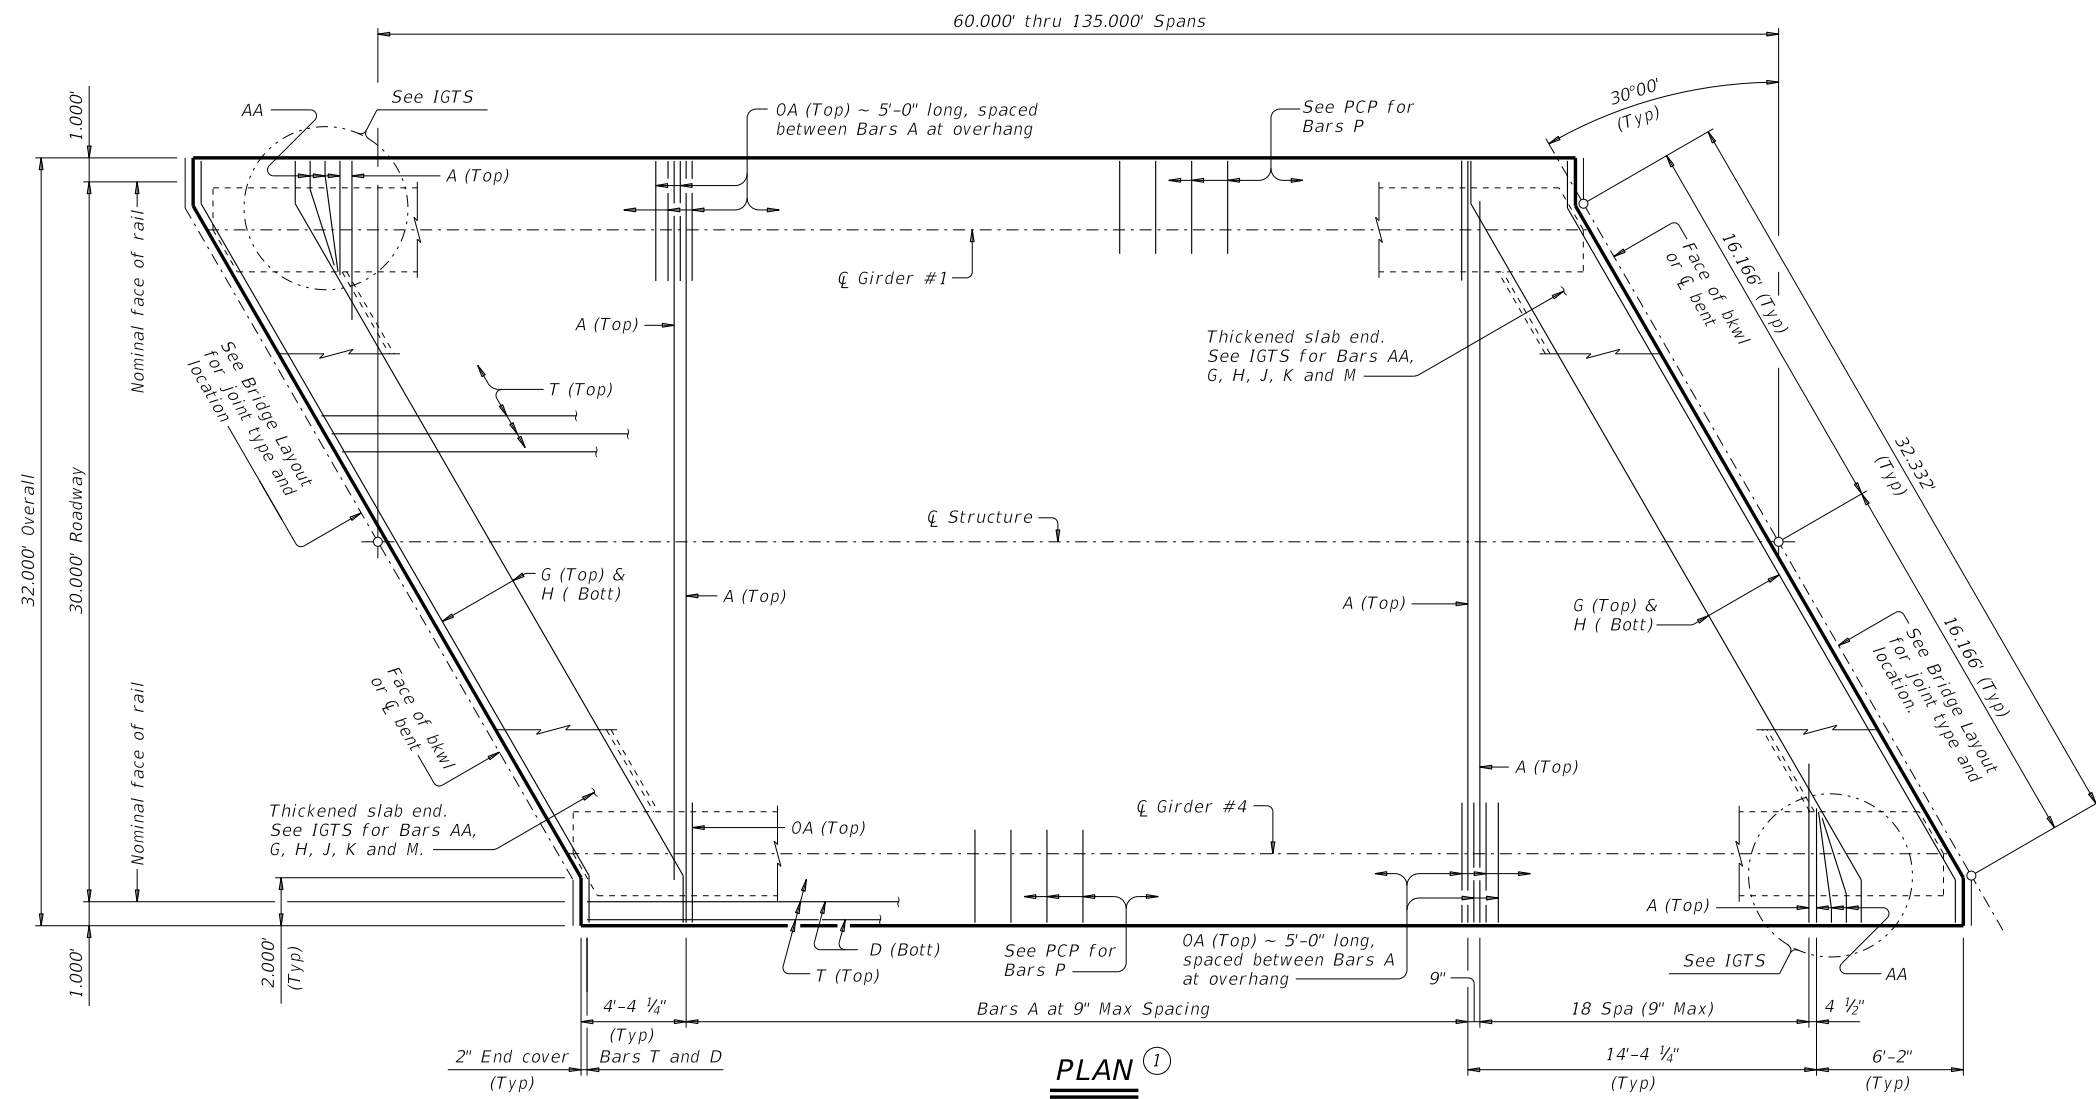 60.000' thru 135.000' Spans
See IGTS
AA
A (Top)
1.000'
OA (Top) ~ 5'-0" long, spaced
between Bars A at overhang
See PCP for
Bars P
30°00'
(Typ)
Nominal face of rail
℄ Girder #1
Face of bkwl
or ℄ bent
16.166' (Typ)
A (Top)
Thickened slab end.
See IGTS for Bars AA,
G, H, J, K and M
See Bridge Layout
for joint type and
location
T (Top)
32.332'
(Typ)
32.000' Overall
30.000' Roadway
℄ Structure
G (Top) &
H ( Bott)
A (Top)
A (Top)
G (Top) &
H ( Bott)
16.166' (Typ)
See Bridge Layout
for joint type and
location.
Face of bkwl
or ℄ bent
Nominal face of rail
A (Top)
Thickened slab end.
See IGTS for Bars AA,
G, H, J, K and M.
OA (Top)
℄ Girder #4
A (Top)
1.000'
2.000'
(Typ)
D (Bott)
T (Top)
See PCP for
Bars P
OA (Top) ~ 5'-0" long,
spaced between Bars A
at overhang
See IGTS
AA
9"
4'-4 ¼"
(Typ)
Bars A at 9" Max Spacing
18 Spa (9" Max)
4 ½"
2" End cover
(Typ)
Bars T and D
14'-4 ¼"
(Typ)
6'-2"
(Typ)
PLAN ①